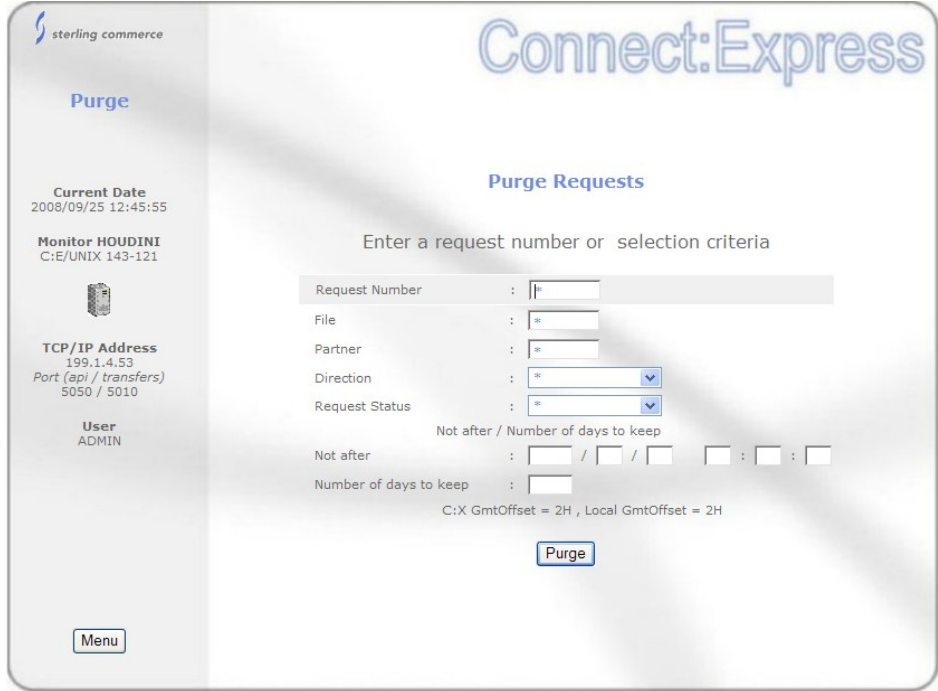 sterling commerce
Connect:Express
Purge
Current Date
2008/09/25 12:45:55
Monitor HOUDINI
C:E/UNIX 143-121
TCP/IP Address
199.1.4.53
Port (api / transfers)
5050 / 5010
User
ADMIN
Menu
Purge Requests
Enter a request number or selection criteria
Request Number : *
File : *
Partner : *
Direction : *
Request Status : *
Not after / Number of days to keep
Not after : / / : :
Number of days to keep :
C:X GmtOffset = 2H , Local GmtOffset = 2H
Purge